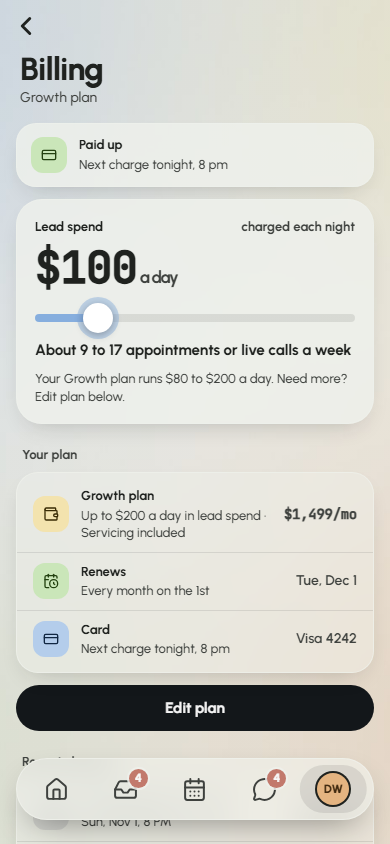 Billing
Growth plan
Paid up
Next charge tonight, 8 pm
Lead spend
charged each night
$100 a day
About 9 to 17 appointments or live calls a week
Your Growth plan runs $80 to $200 a day. Need more?
Edit plan below.
Your plan
Growth plan
Up to $200 a day in lead spend ·
Servicing included
$1,499/mo
Renews
Every month on the 1st
Tue, Dec 1
Card
Next charge tonight, 8 pm
Visa 4242
Edit plan
4
4
DW
Sun, Nov 1, 8 PM